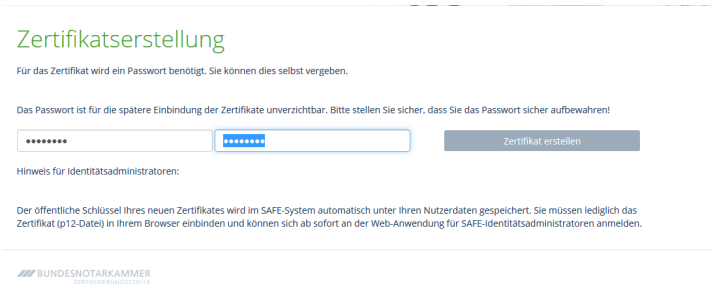 Zertifikatserstellung
Für das Zertifikat wird ein Passwort benötigt. Sie können dies selbst vergeben.
Das Passwort ist für die spätere Einbindung der Zertifikate unverzichtbar. Bitte stellen Sie sicher, dass Sie das Passwort sicher aufbewahren!
•••••••• •••••••• Zertifikat erstellen
Hinweis für Identitätsadministratoren:
Der öffentliche Schlüssel Ihres neuen Zertifikates wird im SAFE-System automatisch unter Ihren Nutzerdaten gespeichert. Sie müssen lediglich das
Zertifikat (p12-Datei) in Ihrem Browser einbinden und können sich ab sofort an der Web-Anwendung für SAFE-Identitätsadministratoren anmelden.
BUNDESNOTARKAMMER
ZERTIFIZIERUNGSSTELLE